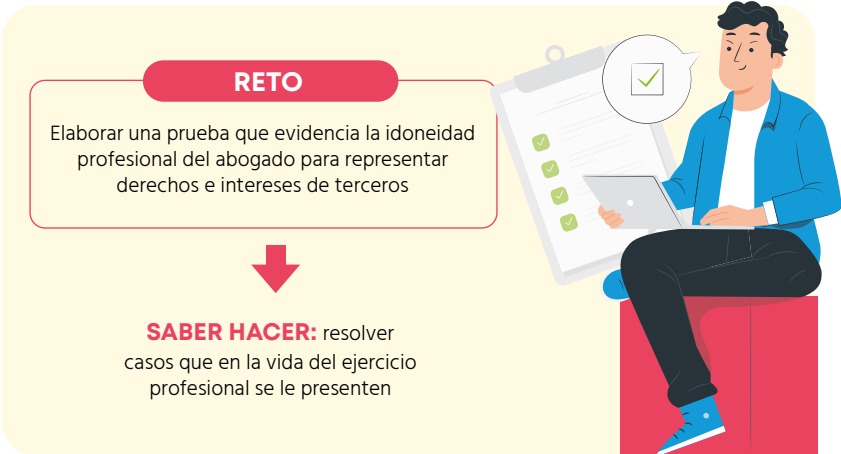 RETO
Elaborar una prueba que evidencia la idoneidad
profesional del abogado para representar
derechos e intereses de terceros
SABER HACER: resolver
casos que en la vida del ejercicio
profesional se le presenten